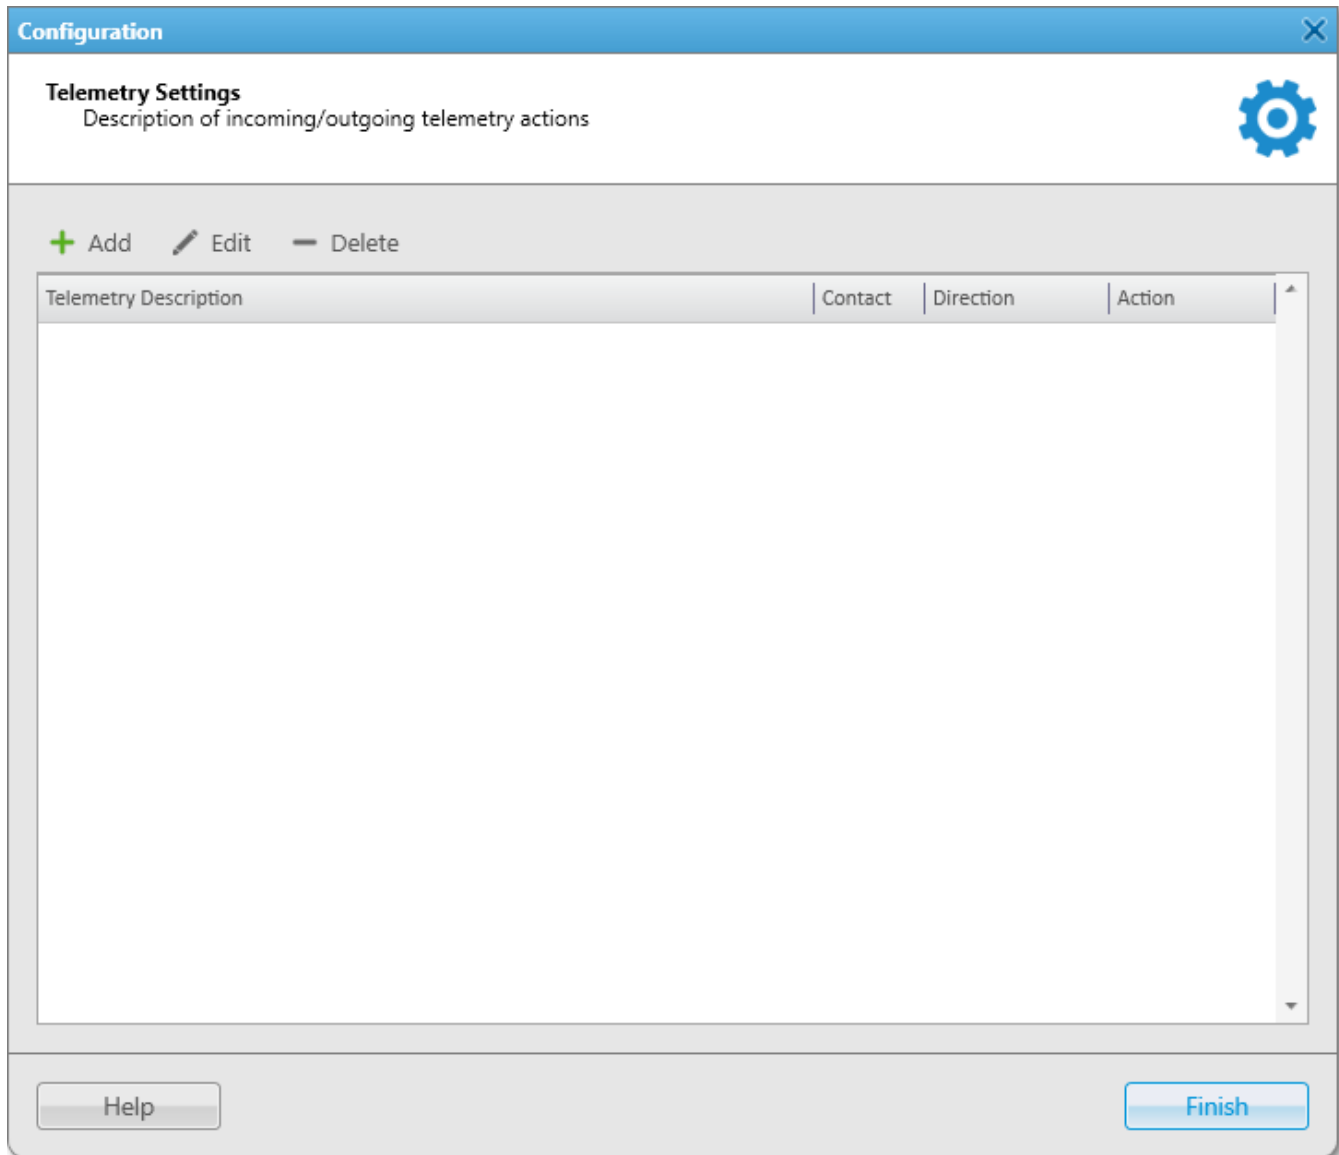 Configuration
Telemetry Settings
Description of incoming/outgoing telemetry actions
Add Edit Delete
Telemetry Description Contact Direction Action
Help Finish